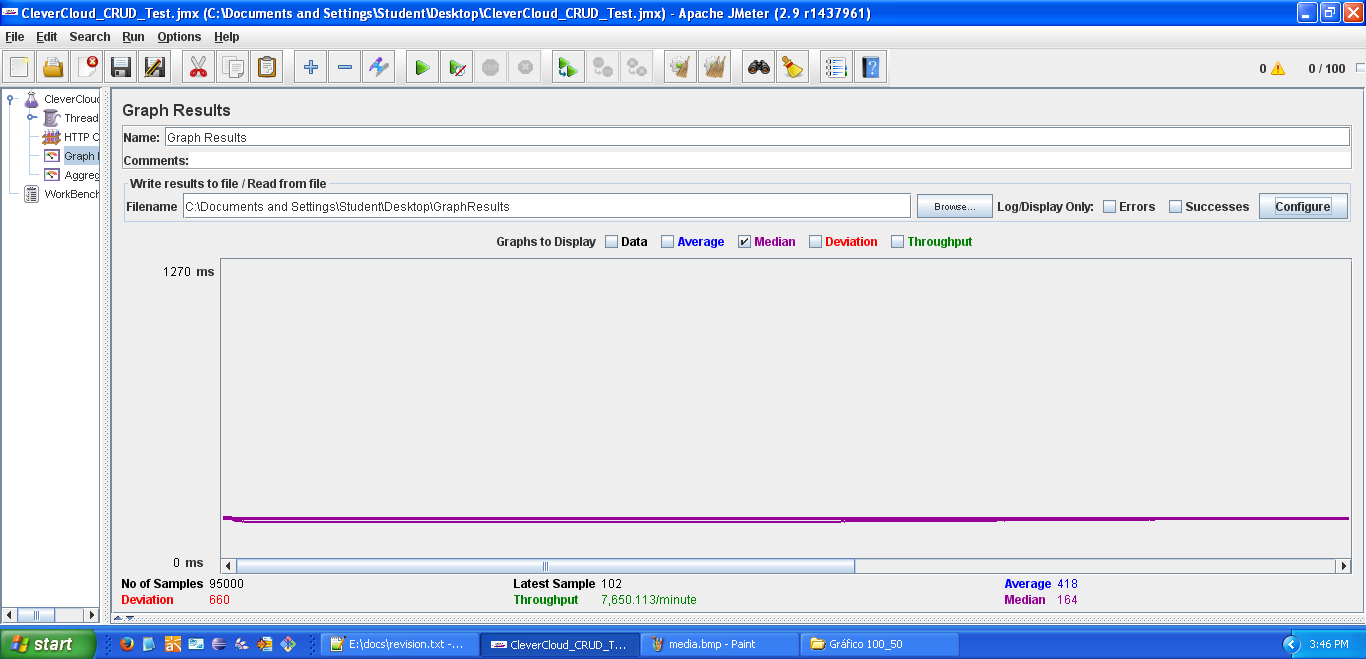 CleverCloud_CRUD_Test.jmx (C:\Documents and Settings\Student\Desktop\CleverCloud_CRUD_Test.jmx) - Apache JMeter (2.9 r1437961)
File Edit Search Run Options Help
0 0 / 100
CleverCloud
Thread
HTTP C
Graph
Aggreg
WorkBench
Graph Results
Name: Graph Results
Comments:
Write results to file / Read from file
Filename C:\Documents and Settings\Student\Desktop\GraphResults Browse... Log/Display Only: Errors Successes Configure
Graphs to Display Data Average Median Deviation Throughput
1270 ms
0 ms
No of Samples 95000 Latest Sample 102 Average 418
Deviation 660 Throughput 7,650.113/minute Median 164
start E:\docs\revision.txt -... CleverCloud_CRUD_T... media.bmp - Paint Gráfico 100_50 3:46 PM